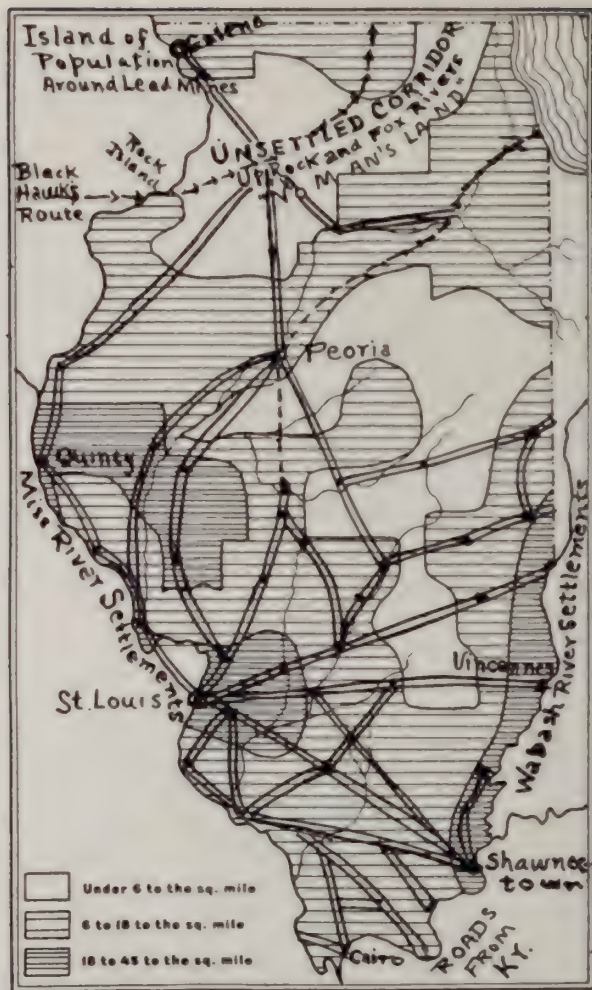 Island of
Population
Around Lead Mines
Galena
UNSETTLED CORRIDOR
UP ROCK AND FOX RIVERS
"NO MAN'S LAND"
Rock
Island
Black
Hawk's
Route
Peoria
Quincy
Miss River Settlements
Vincennes
St. Louis
Wabash River Settlements
Shawnee
town
Cairo
ROADS
FROM
KY.
Under 6 to the sq. mile
6 to 18 to the sq. mile
18 to 45 to the sq. mile